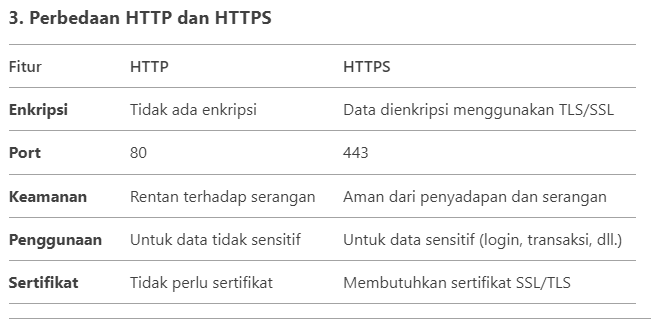 3. Perbedaan HTTP dan HTTPS
Fitur HTTP HTTPS
Enkripsi Tidak ada enkripsi Data dienkripsi menggunakan TLS/SSL
Port 80 443
Keamanan Rentan terhadap serangan Aman dari penyadapan dan serangan
Penggunaan Untuk data tidak sensitif Untuk data sensitif (login, transaksi, dll.)
Sertifikat Tidak perlu sertifikat Membutuhkan sertifikat SSL/TLS